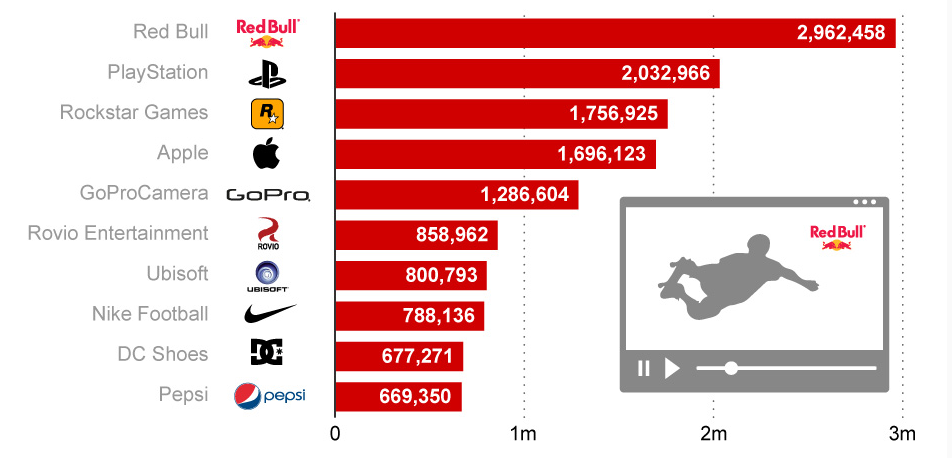 Red Bull Red Bull 2,962,458
PlayStation 2,032,966
Rockstar Games R 1,756,925
Apple 1,696,123
GoProCamera GoPro 1,286,604
Rovio Entertainment ROVIO 858,962
Ubisoft UBISOFT 800,793
Nike Football 788,136
DC Shoes DC 677,271
Pepsi pepsi 669,350
Red Bull
0 1m 2m 3m